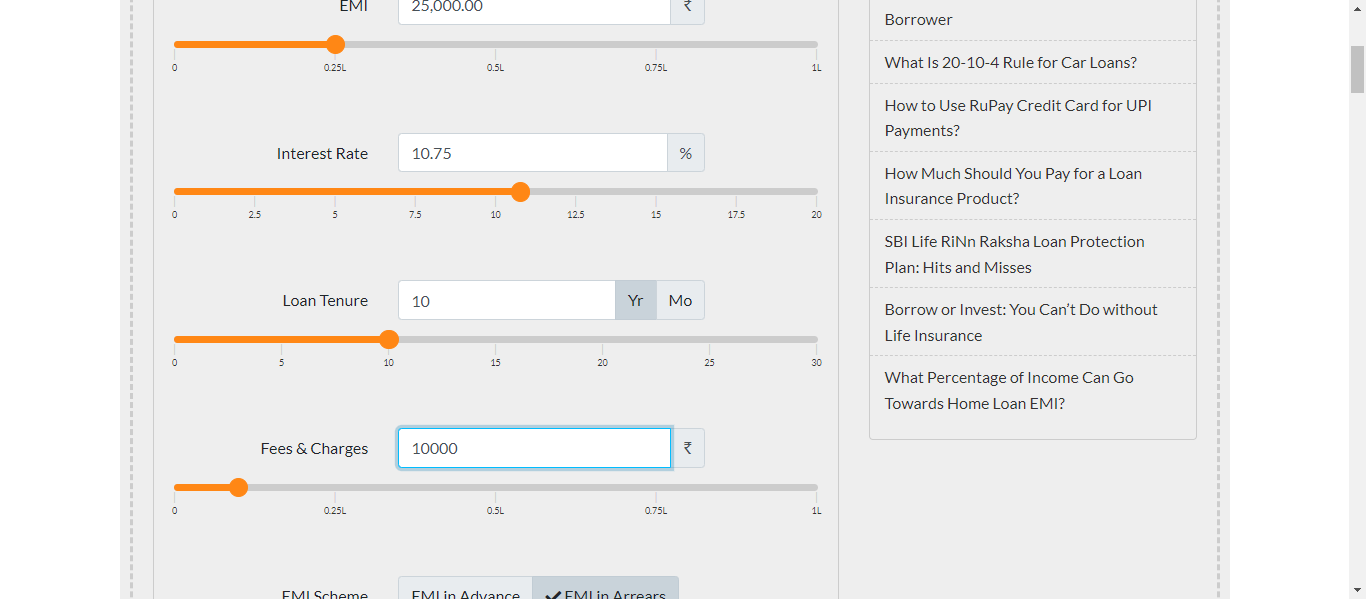 EMI
25,000.00
₹
0
0.25L
0.5L
0.75L
1L
Interest Rate
10.75
%
0
2.5
5
7.5
10
12.5
15
17.5
20
Loan Tenure
10
Yr
Mo
0
5
10
15
20
25
30
Fees & Charges
10000
₹
0
0.25L
0.5L
0.75L
1L
EMI Scheme
EMI in Advance
EMI in Arrears
Borrower
What Is 20-10-4 Rule for Car Loans?
How to Use RuPay Credit Card for UPI
Payments?
How Much Should You Pay for a Loan
Insurance Product?
SBI Life RiNn Raksha Loan Protection
Plan: Hits and Misses
Borrow or Invest: You Can’t Do without
Life Insurance
What Percentage of Income Can Go
Towards Home Loan EMI?